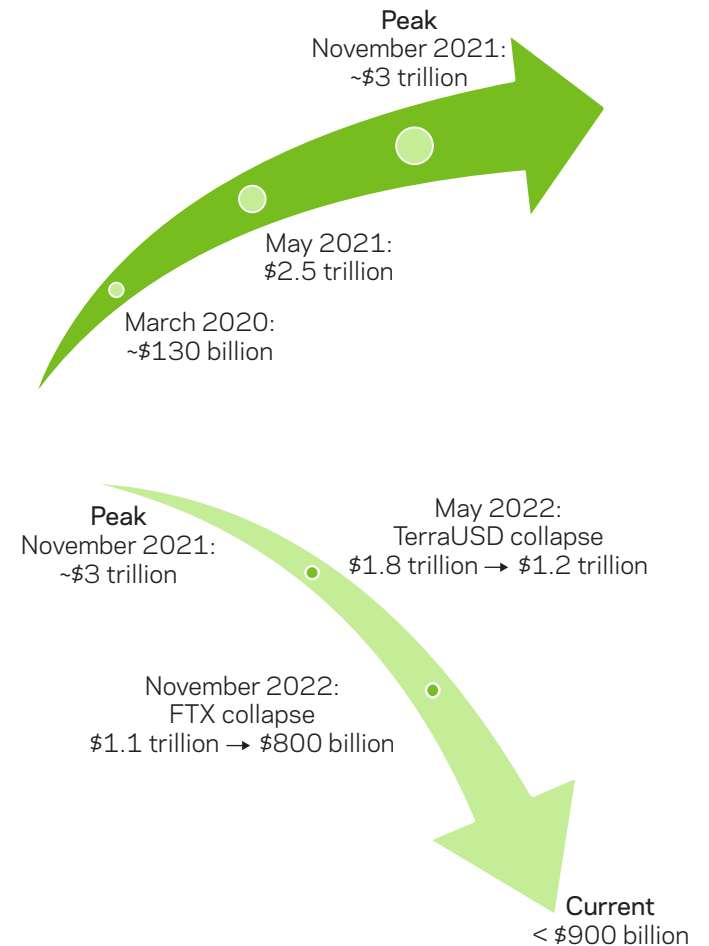 Peak
November 2021:
~$3 trillion
May 2021:
$2.5 trillion
March 2020:
~$130 billion
Peak
November 2021:
~$3 trillion
May 2022:
TerraUSD collapse
$1.8 trillion → $1.2 trillion
November 2022:
FTX collapse
$1.1 trillion → $800 billion
Current
< $900 billion